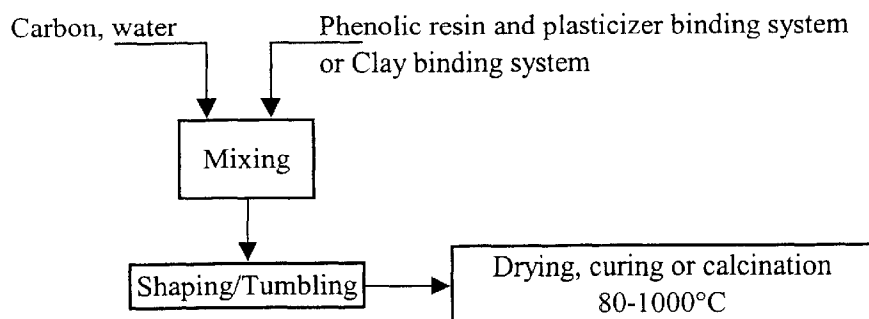 Carbon, water
Phenolic resin and plasticizer binding system
or Clay binding system
Mixing
Shaping/Tumbling
Drying, curing or calcination
80-1000°C